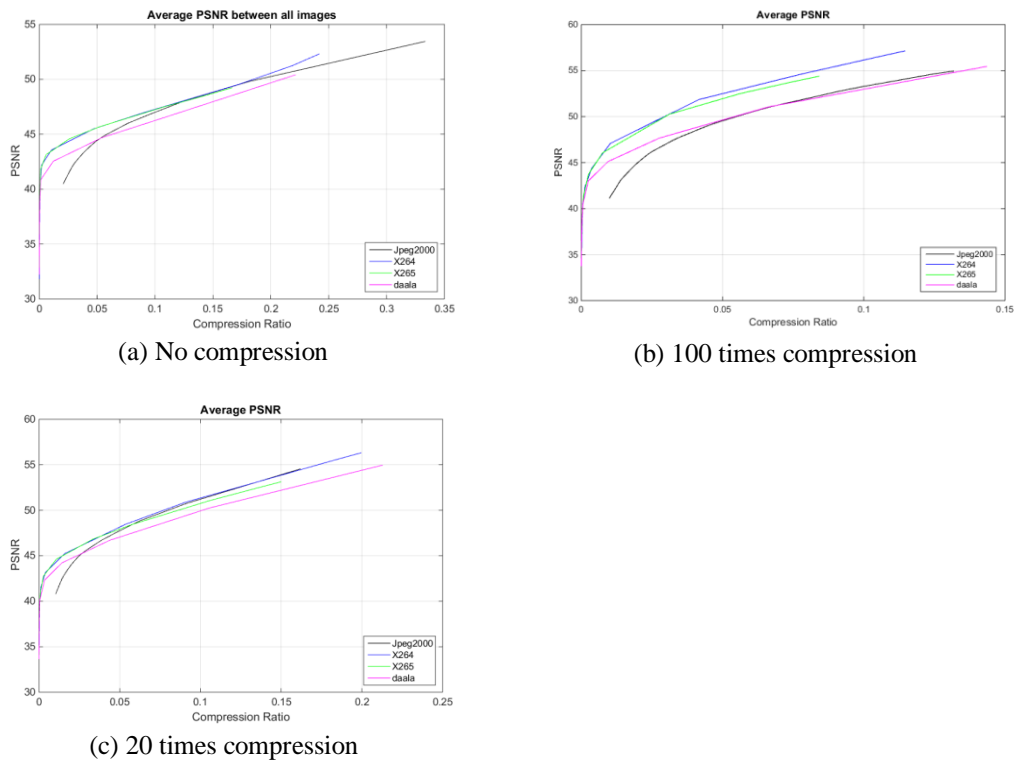 Average PSNR between all images
PSNR
55
50
45
40
35
30
0 0.05 0.1 0.15 0.2 0.25 0.3 0.35
Compression Ratio
Jpeg2000
X264
X265
daala
(a) No compression
Average PSNR
PSNR
60
55
50
45
40
35
30
0 0.05 0.1 0.15
Compression Ratio
Jpeg2000
X264
X265
daala
(b) 100 times compression
Average PSNR
PSNR
60
55
50
45
40
35
30
0 0.05 0.1 0.15 0.2 0.25
Compression Ratio
Jpeg2000
X264
X265
daala
(c) 20 times compression